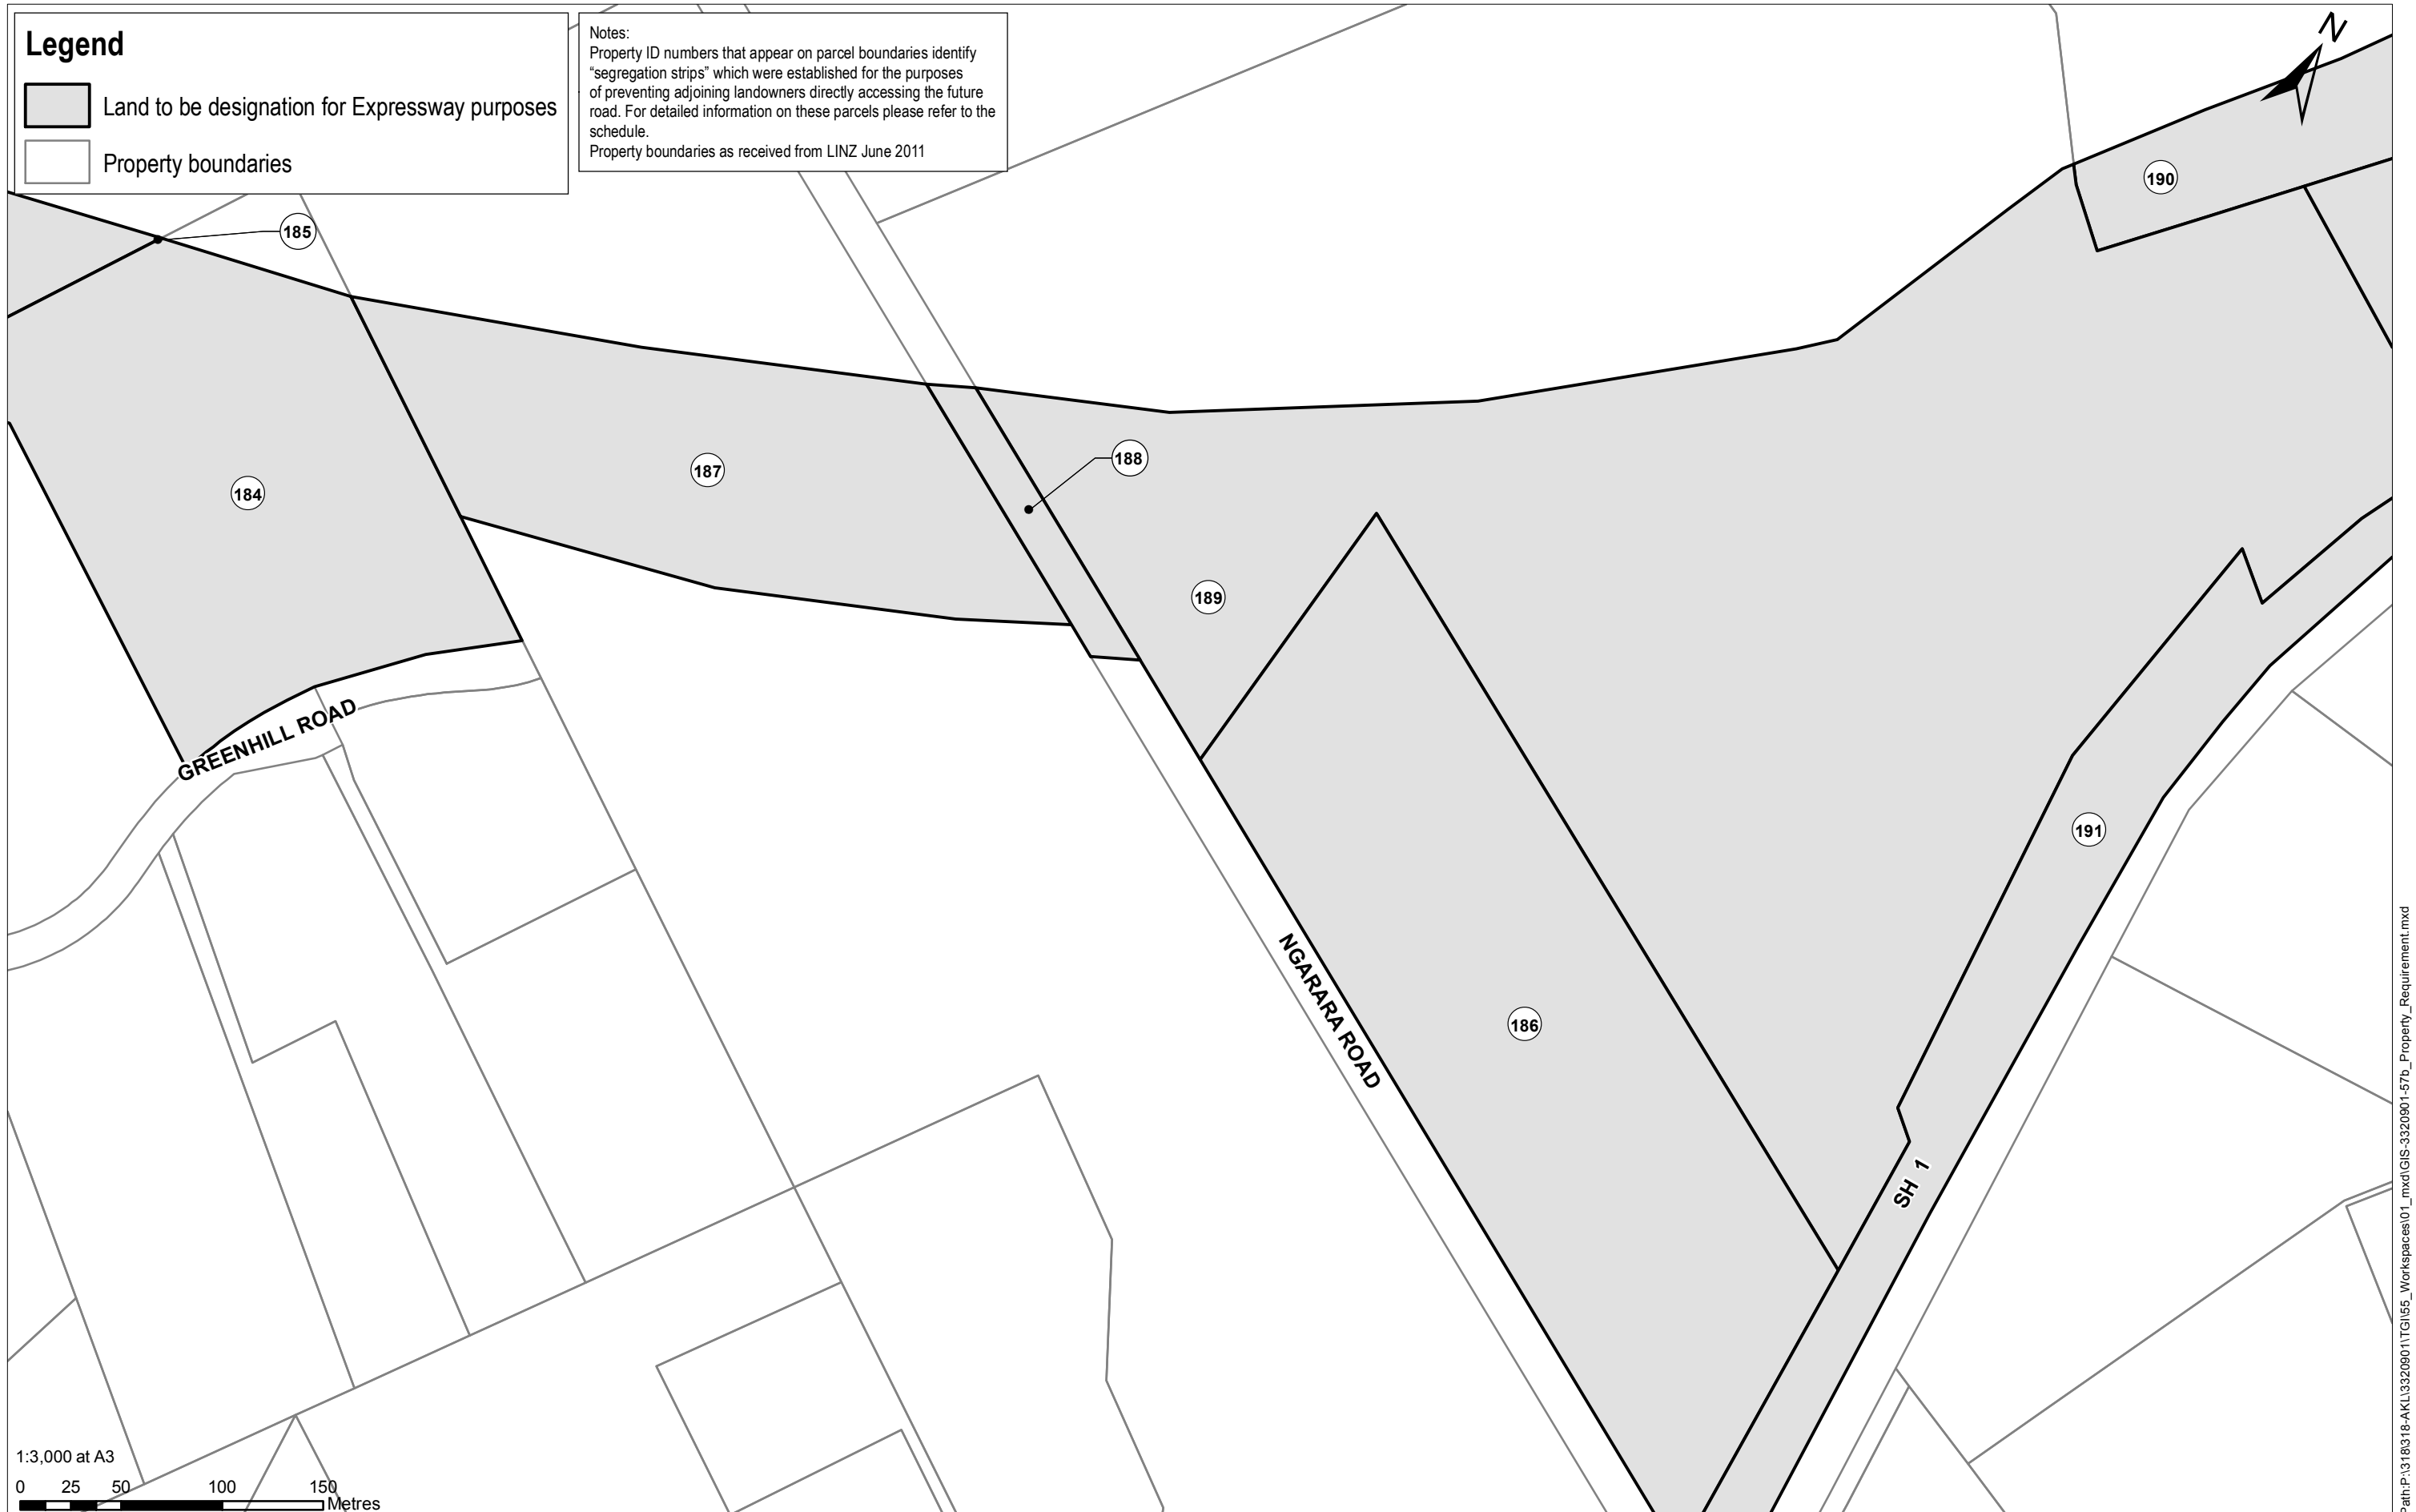 Legend
Land to be designation for Expressway purposes
Property boundaries
Notes:
Property ID numbers that appear on parcel boundaries identify
“segregation strips” which were established for the purposes
of preventing adjoining landowners directly accessing the future
road. For detailed information on these parcels please refer to the
schedule.
Property boundaries as received from LINZ June 2011
N
190
185
188
187
184
189
GREENHILL ROAD
191
NGARARA ROAD
186
SH 1
1:3,000 at A3
0 25 50 100 150
Metres
Path:P:\318\318-AKL\3320901\TGI\55_Workspaces\01_mxd\GIS-3320901-57b_Property_Requirement.mxd